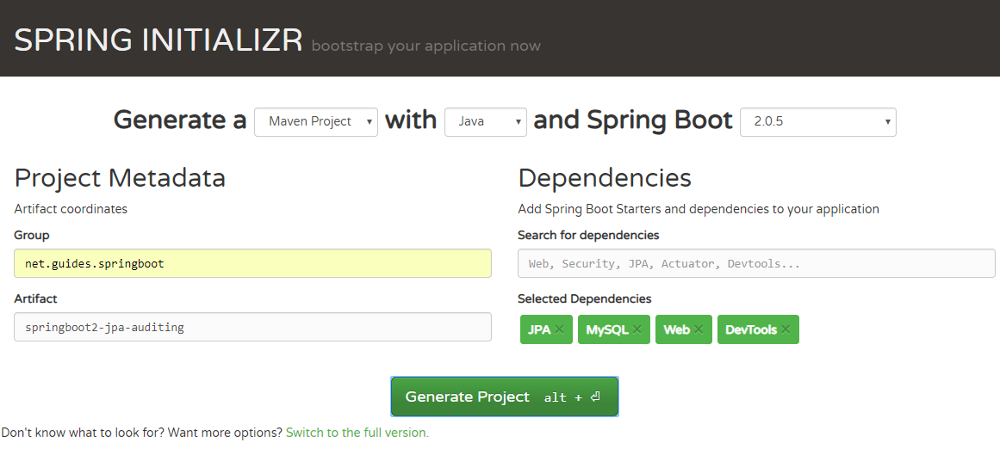 SPRING INITIALIZR bootstrap your application now
Generate a Maven Project with Java and Spring Boot 2.0.5
Project Metadata
Artifact coordinates
Group
net.guides.springboot
Artifact
springboot2-jpa-auditing
Dependencies
Add Spring Boot Starters and dependencies to your application
Search for dependencies
Web, Security, JPA, Actuator, Devtools...
Selected Dependencies
JPA × MySQL × Web × DevTools ×
Generate Project alt + ⏎
Don't know what to look for? Want more options? Switch to the full version.